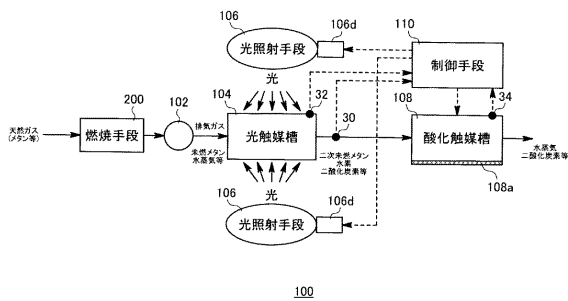 106
106d
110
光照射手段
制御手段
光
200
102
104
32
108
34
天然ガス
(メタン等)
燃焼手段
排気ガス
光触媒槽
30
酸化触媒槽
未燃メタン
水蒸気等
二次未燃メタン
水素
二酸化炭素等
水蒸気
二酸化炭素等
108a
光
106
106d
光照射手段
100